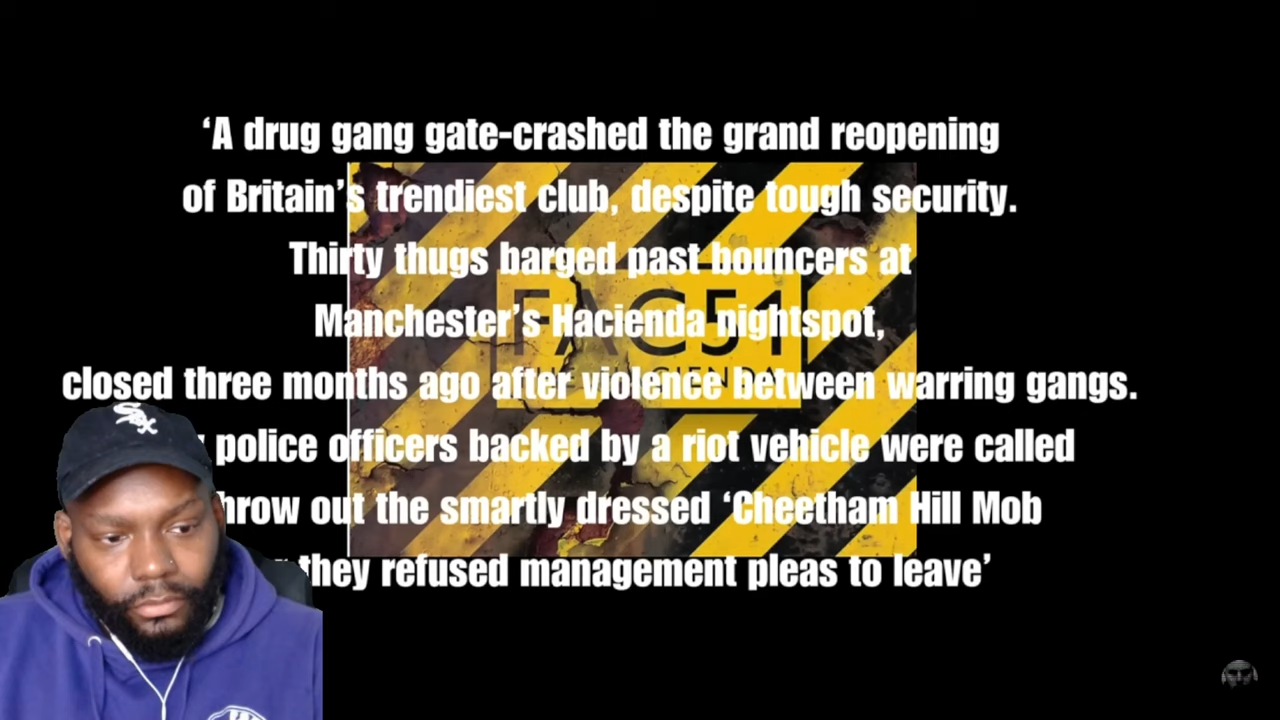 ‘A drug gang gate-crashed the grand reopening
of Britain’s trendiest club, despite tough security.
Thirty thugs barged past bouncers at
Manchester’s Hacienda nightspot,
closed three months ago after violence between warring gangs.
police officers backed by a riot vehicle were called
out the smartly dressed ‘Cheetham Hill Mob
they refused management pleas to leave’
FAC51
Sox